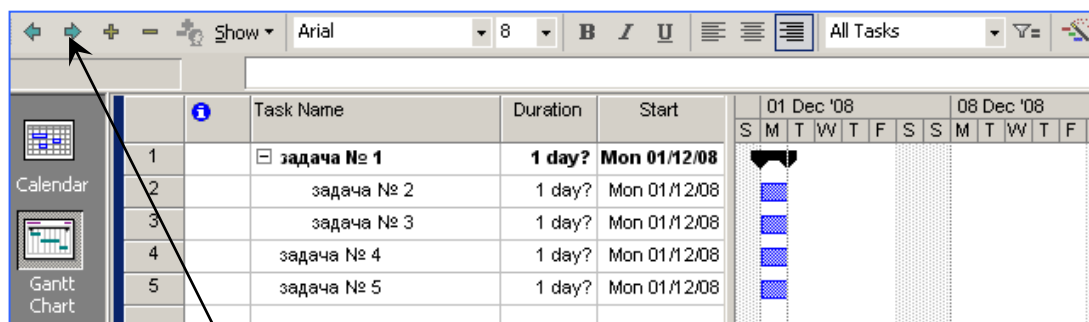 Show Arial 8 B I U All Tasks
Task Name Duration Start 01 Dec '08 08 Dec '08
S M T W T F S S M T W T F
1 задача № 1 1 day? Mon 01/12/08
Calendar
2 задача № 2 1 day? Mon 01/12/08
3 задача № 3 1 day? Mon 01/12/08
4 задача № 4 1 day? Mon 01/12/08
5 задача № 5 1 day? Mon 01/12/08
Gantt
Chart